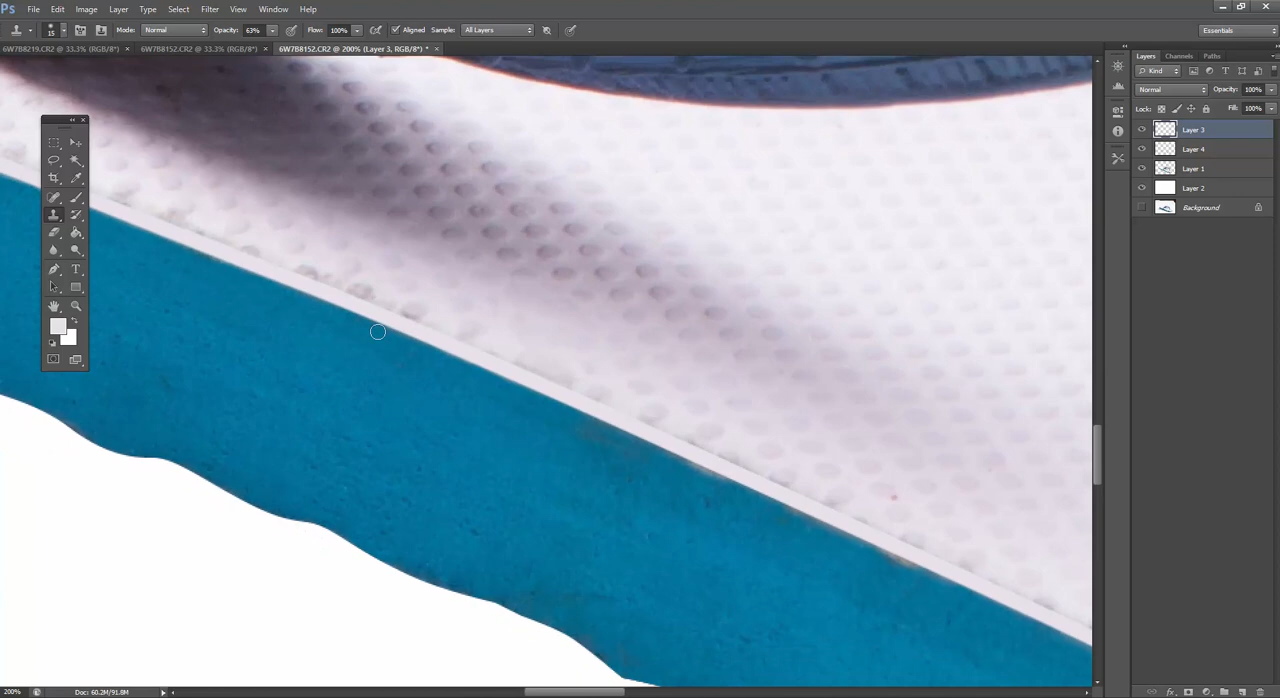 Ps File Edit Image Layer Type Select Filter View Window Help
15 Mode: Normal Opacity: 63% Flow: 100% Aligned Sample: All Layers Essentials
6W7B8219.CR2 @ 33.3% (RGB/8*) × 6W7B8152.CR2 @ 33.3% (RGB/8*) × 6W7B8152.CR2 @ 200% (Layer 3, RGB/8*) * ×
Layers Channels Paths
Kind
Normal Opacity: 100%
Lock: Fill: 100%
Layer 3
Layer 4
Layer 1
Layer 2
Background
T
200% Doc: 60.2M/91.8M